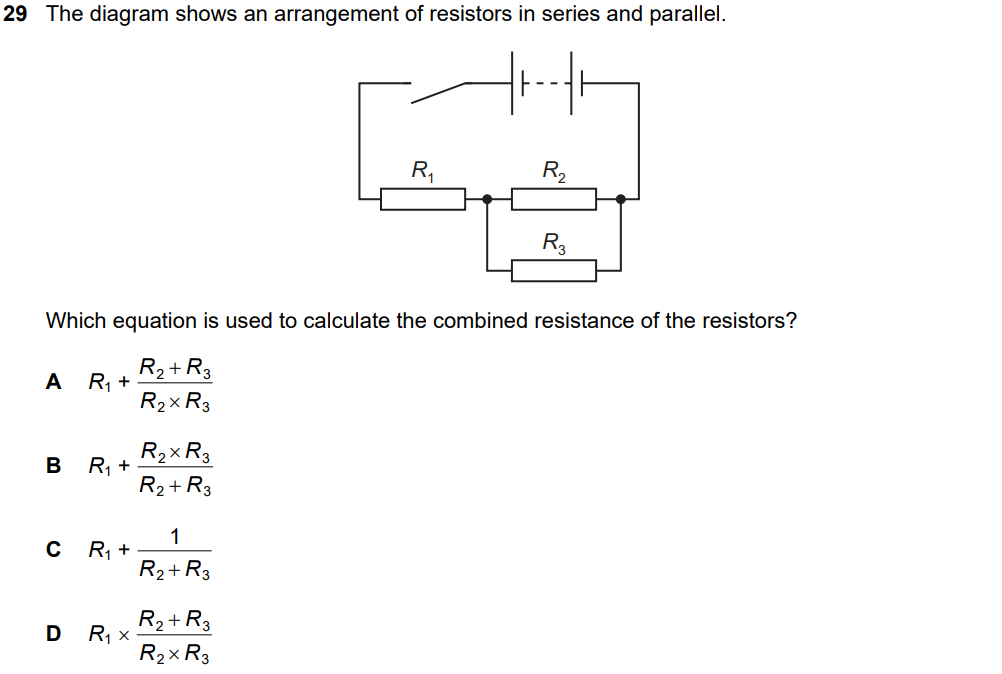 29 The diagram shows an arrangement of resistors in series and parallel.
R₁
R₂
R₃
Which equation is used to calculate the combined resistance of the resistors?
A R₁ + (R₂ + R₃) / (R₂ × R₃)
B R₁ + (R₂ × R₃) / (R₂ + R₃)
C R₁ + 1 / (R₂ + R₃)
D R₁ × (R₂ + R₃) / (R₂ × R₃)